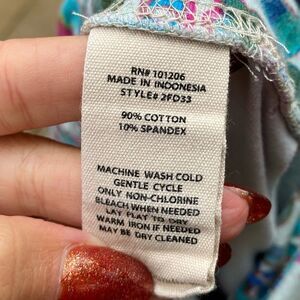 RN# 101206
MADE IN INDONESIA
STYLE# 2FD33
90% COTTON
10% SPANDEX
MACHINE WASH COLD
GENTLE CYCLE
ONLY NON-CHLORINE
BLEACH WHEN NEEDED
LAY FLAT TO DRY
WARM IRON IF NEEDED
MAY BE DRY CLEANED